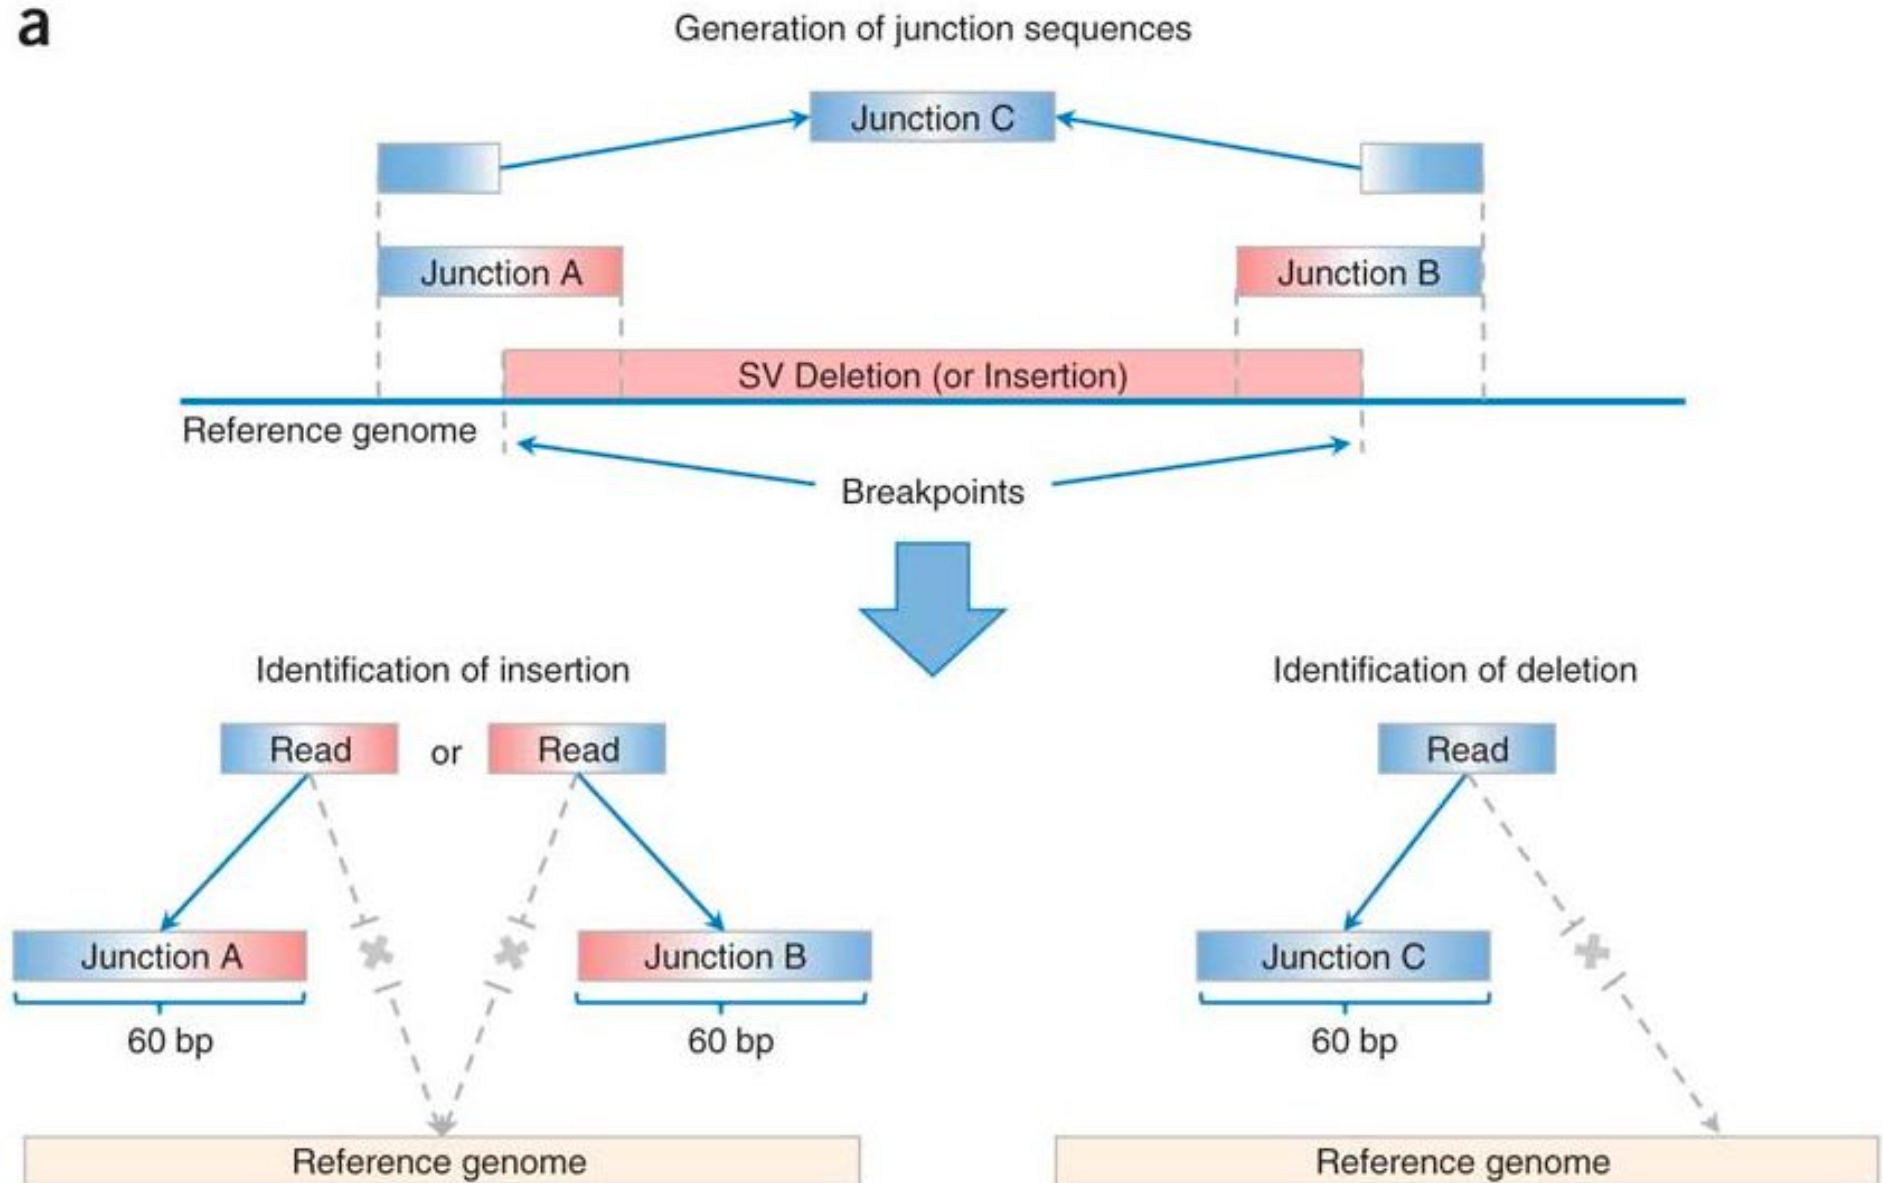 a
Generation of junction sequences
Junction C
Junction A
Junction B
SV Deletion (or Insertion)
Reference genome
Breakpoints
Identification of insertion
Identification of deletion
Read or Read
Read
Junction A
Junction B
Junction C
60 bp
60 bp
60 bp
Reference genome
Reference genome